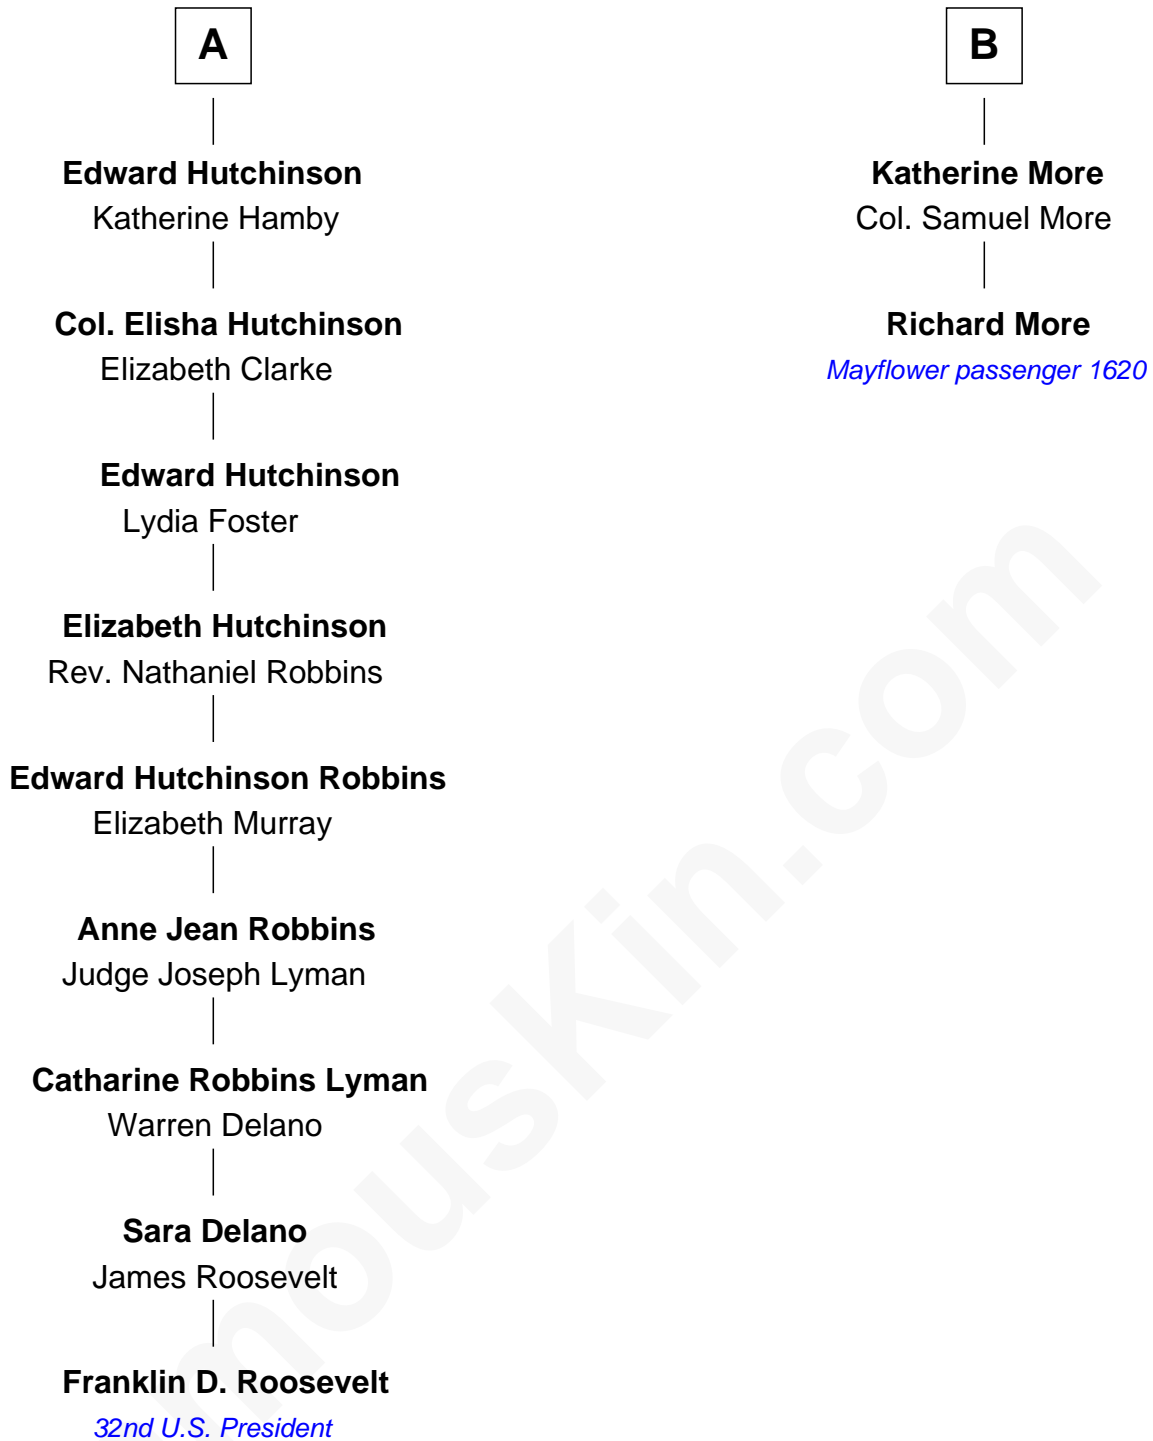 A
Edward Hutchinson
Katherine Hamby
Col. Elisha Hutchinson
Elizabeth Clarke
Edward Hutchinson
Lydia Foster
Elizabeth Hutchinson
Rev. Nathaniel Robbins
Edward Hutchinson Robbins
Elizabeth Murray
Anne Jean Robbins
Judge Joseph Lyman
Catharine Robbins Lyman
Warren Delano
Sara Delano
James Roosevelt
Franklin D. Roosevelt
32nd U.S. President
B
Katherine More
Col. Samuel More
Richard More
Mayflower passenger 1620
mousKin.com